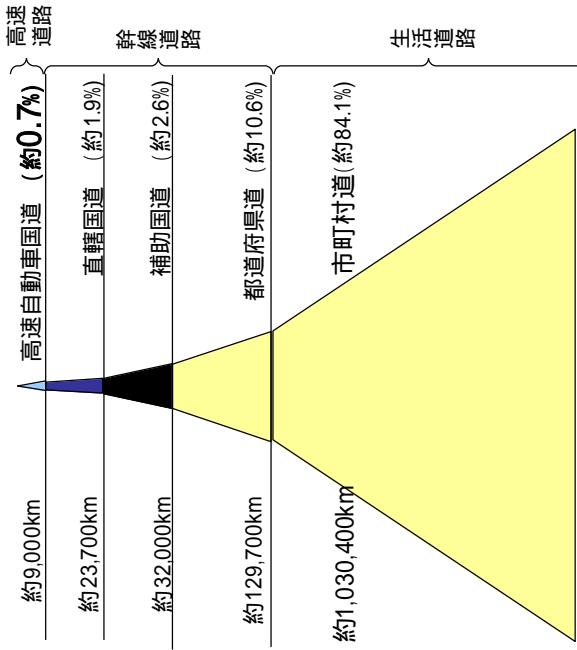 高速道路
幹線道路
生活道路
高速自動車国道 (約0.7%)
直轄国道 (約1.9%)
補助国道 (約2.6%)
都道府県道 (約10.6%)
市町村道(約84.1%)
約9,000km
約23,700km
約32,000km
約129,700km
約1,030,400km